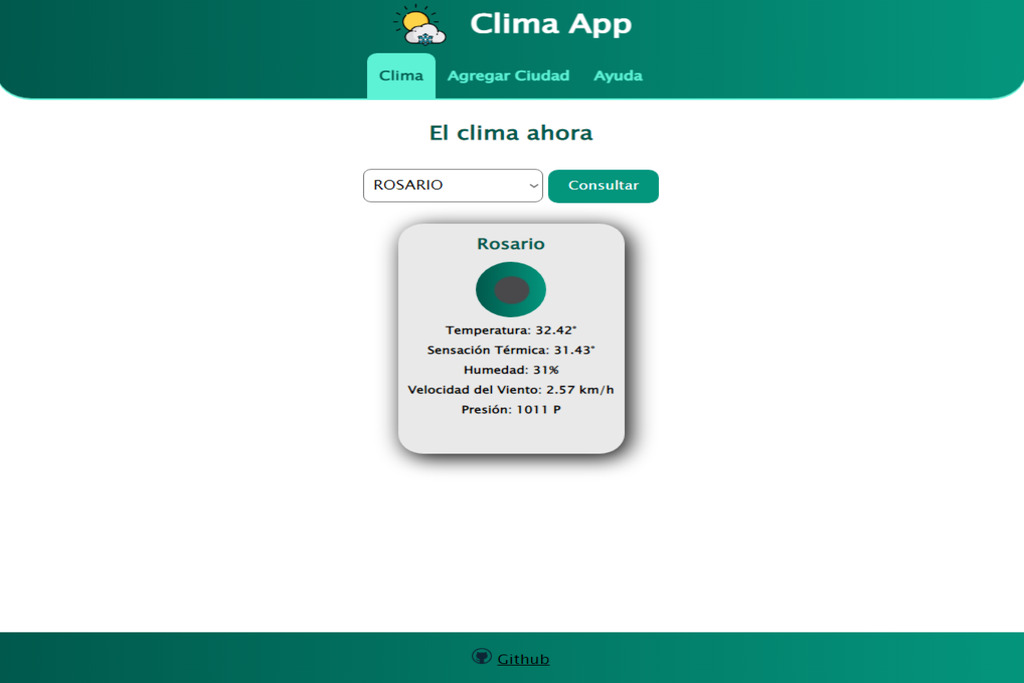 Clima App
Clima Agregar Ciudad Ayuda
El clima ahora
ROSARIO Consultar
Rosario
Temperatura: 32.42°
Sensación Térmica: 31.43°
Humedad: 31%
Velocidad del Viento: 2.57 km/h
Presión: 1011 P
Github